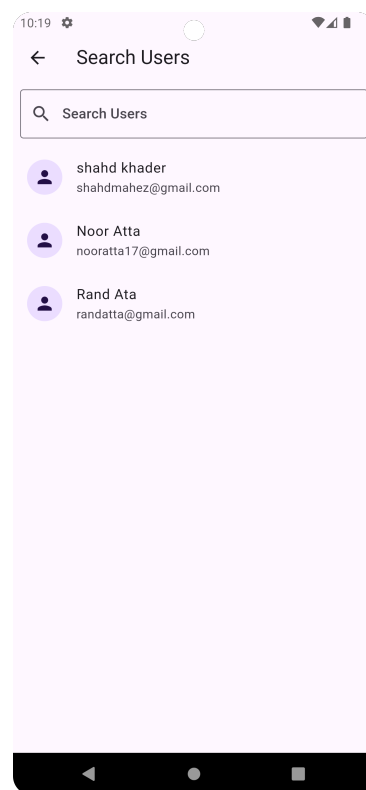 10:19
Search Users
Search Users
shahd khader
shahdmahez@gmail.com
Noor Atta
nooratta17@gmail.com
Rand Ata
randatta@gmail.com